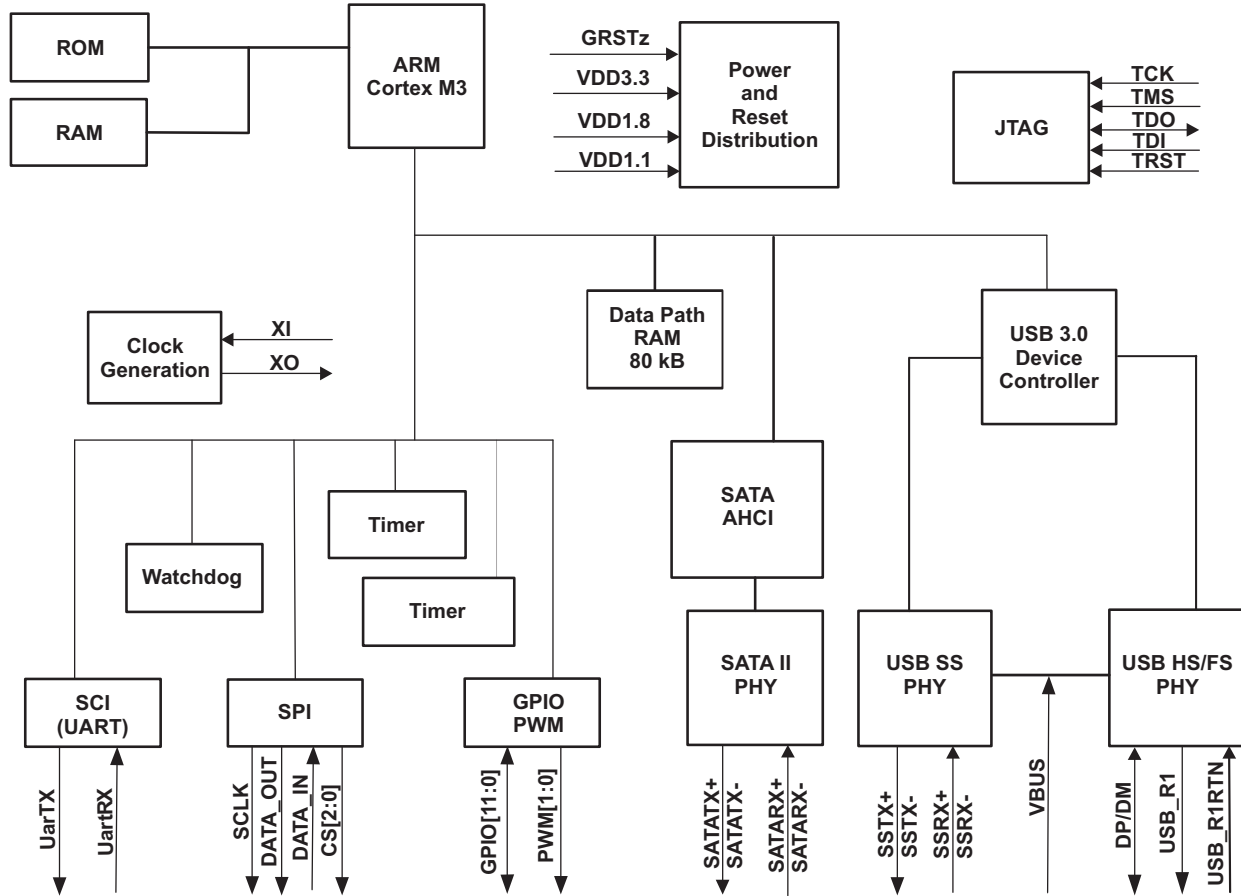 ROM
RAM
ARM
Cortex M3
GRSTz
VDD3.3
VDD1.8
VDD1.1
Power
and
Reset
Distribution
JTAG
TCK
TMS
TDO
TDI
TRST
Clock
Generation
XI
XO
Data Path
RAM
80 kB
USB 3.0
Device
Controller
SATA
AHCI
Timer
Watchdog
Timer
SCI
(UART)
SPI
GPIO
PWM
SATA II
PHY
USB SS
PHY
USB HS/FS
PHY
UarTX
UartRX
SCLK
DATA_OUT
DATA_IN
CS[2:0]
GPIO[11:0]
PWM[1:0]
SATATX+
SATATX-
SATARX+
SATARX-
SSTX+
SSTX-
SSRX+
SSRX-
VBUS
DP/DM
USB_R1
USB_R1RTN